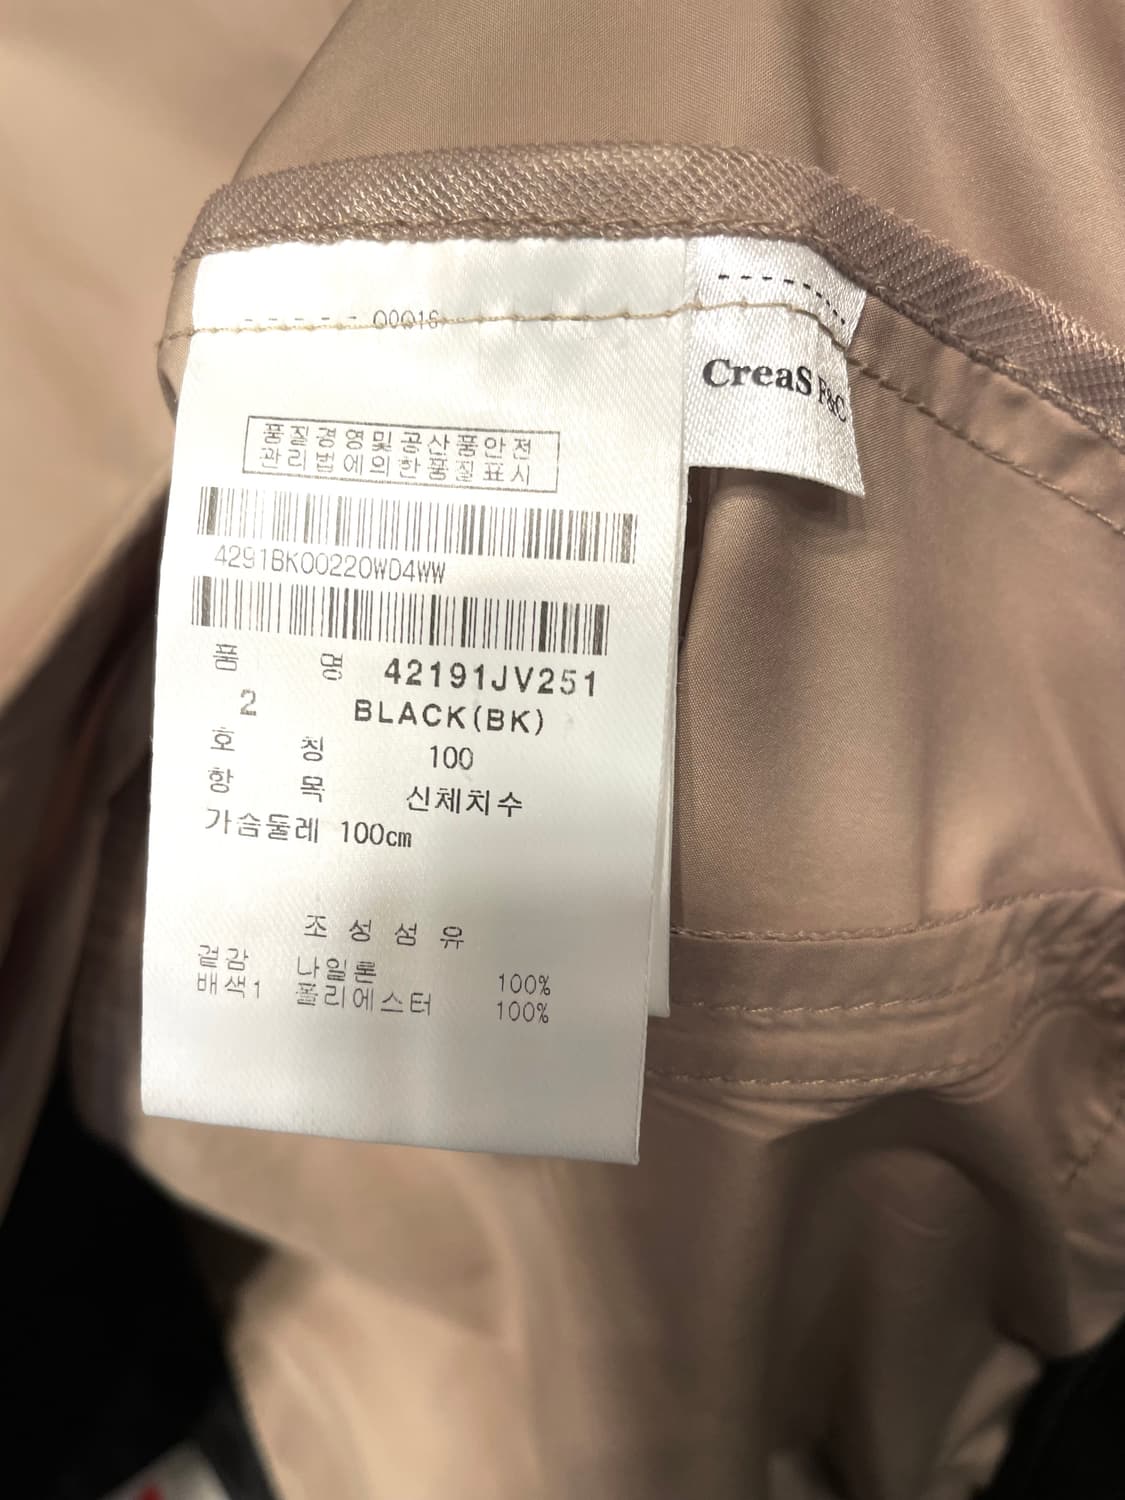 00016
CreaS F&C
품질경영및공산품안전
관리법에의한품질표시
4291BK00220WD4WW
품 명 42191JV251
2 BLACK(BK)
호 칭 100
항 목 신체치수
가슴둘레 100cm
조성섬유
겉감 나일론 100%
배색1 폴리에스터 100%